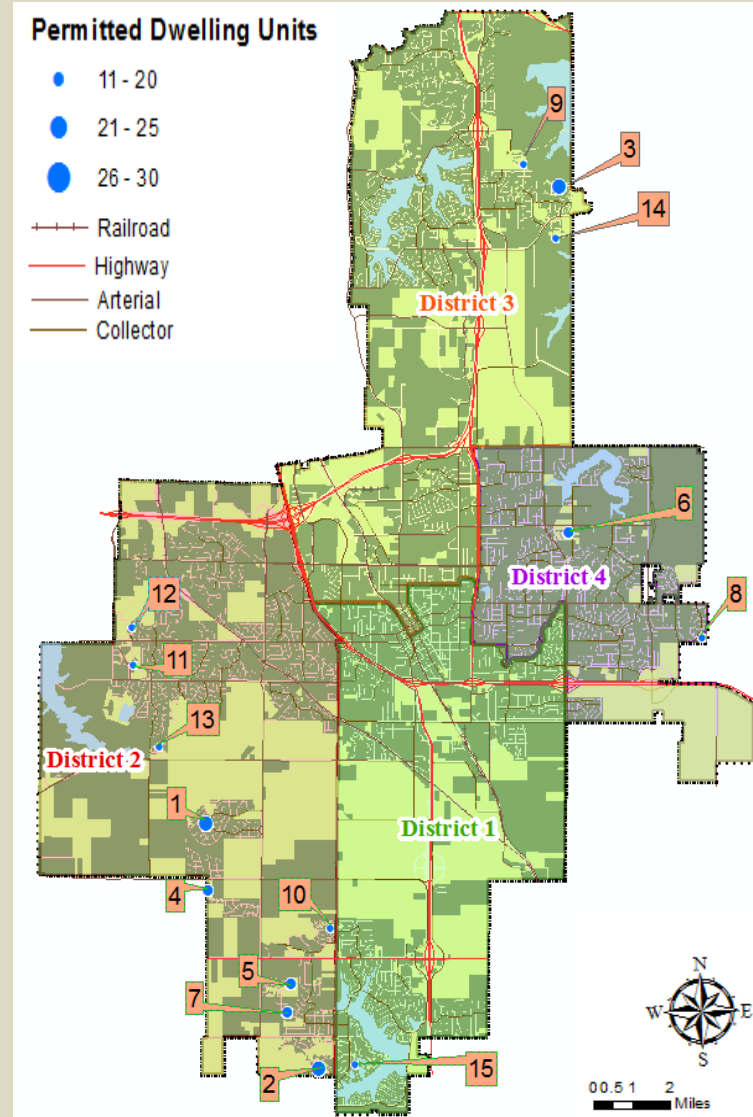 Permitted Dwelling Units
11 - 20
21 - 25
26 - 30
Railroad
Highway
Arterial
Collector
9
3
14
District 3
6
District 4
8
12
11
13
District 2
1
District 1
4
10
5
7
2
15
N
W E
S
0 0.5 1 2
Miles